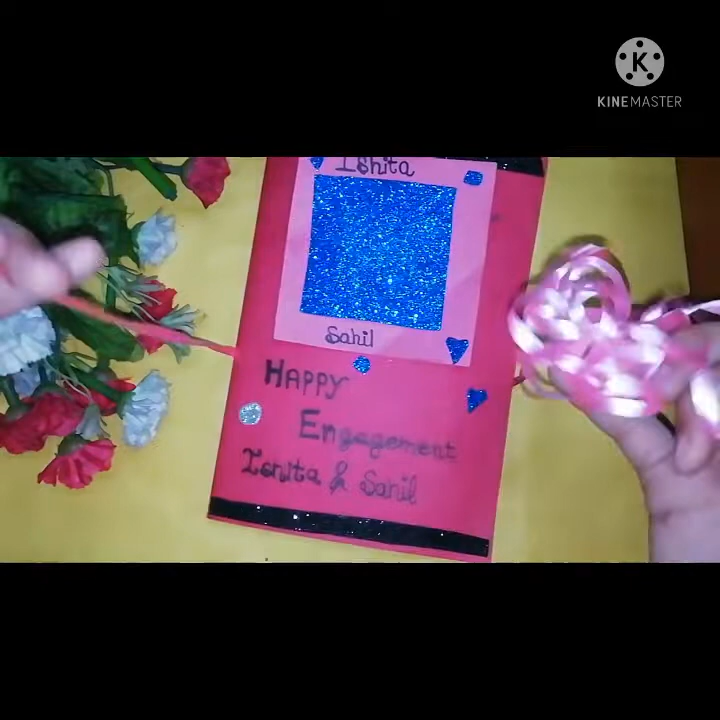 KINEMASTER
Ishita
Sahil
HAPPY
Engagement
Ishita & Sahil